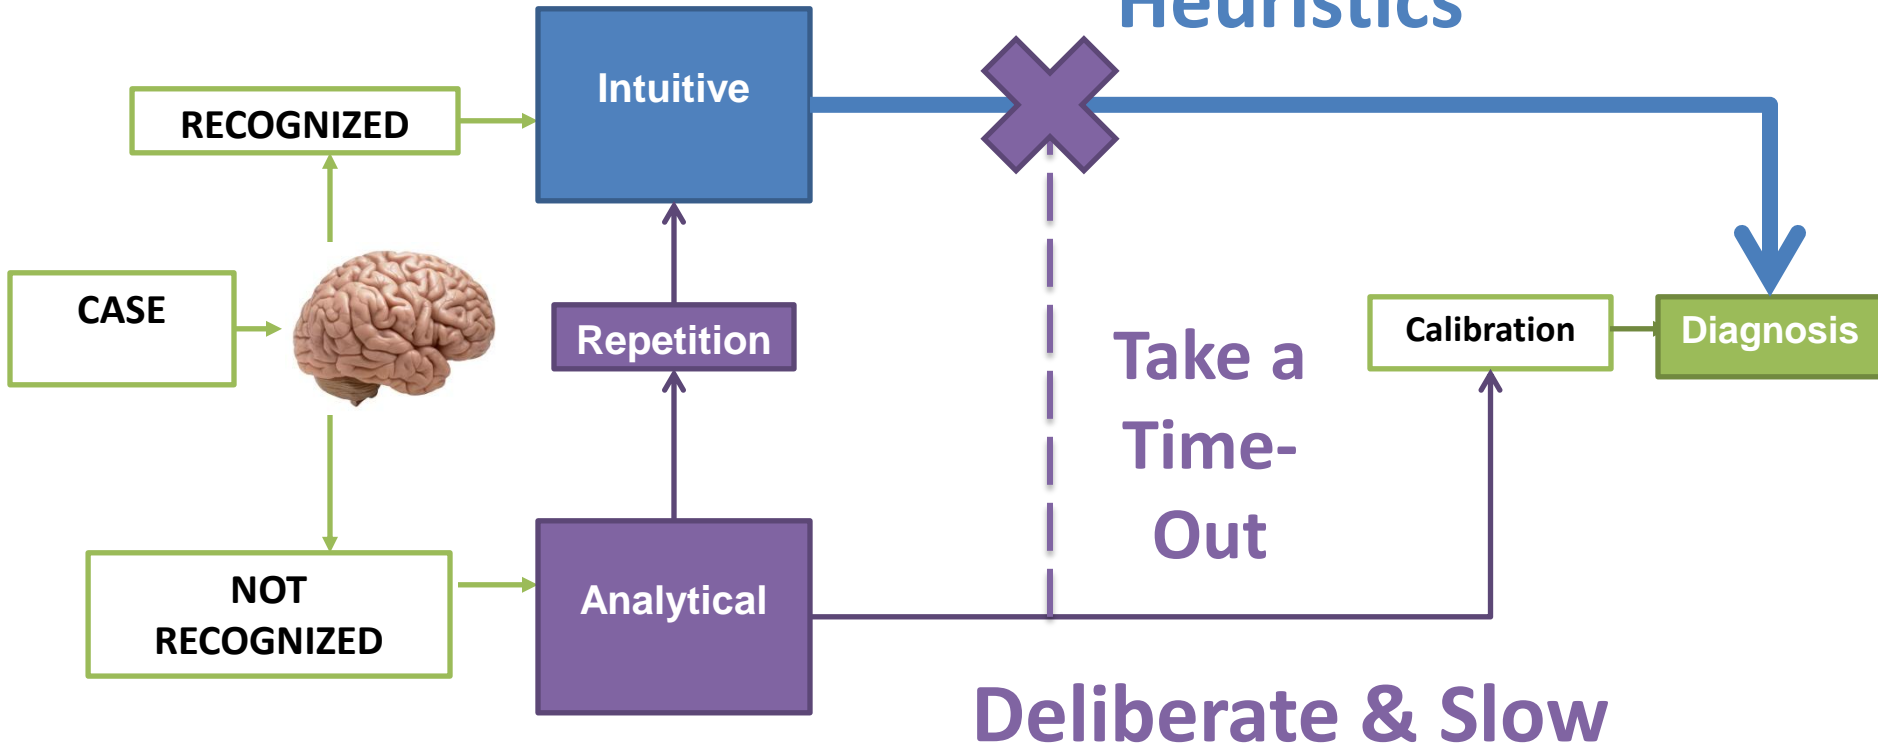 Heuristics
Intuitive
RECOGNIZED
CASE
Repetition
Take a
Time-
Out
Calibration
Diagnosis
NOT
RECOGNIZED
Analytical
Deliberate & Slow